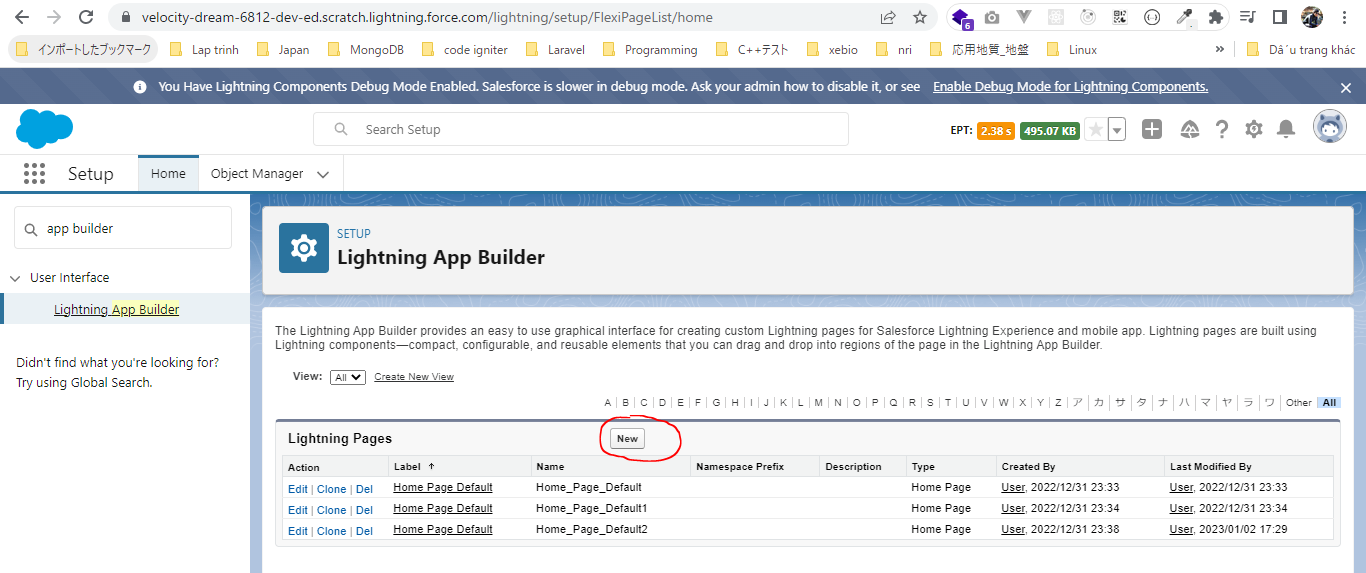 velocity-dream-6812-dev-ed.scratch.lightning.force.com/lightning/setup/FlexiPageList/home
6
インポートしたブックマーク Lap trinh Japan MongoDB code igniter Laravel Programming C++テスト xebio nri 応用地質_地盤 Linux » Dấu trang khác
You Have Lightning Components Debug Mode Enabled. Salesforce is slower in debug mode. Ask your admin how to disable it, or see Enable Debug Mode for Lightning Components.
Search Setup
EPT: 2.38 s 495.07 KB
Setup Home Object Manager
app builder
User Interface
Lightning App Builder
Didn't find what you're looking for?
Try using Global Search.
SETUP
Lightning App Builder
The Lightning App Builder provides an easy to use graphical interface for creating custom Lightning pages for Salesforce Lightning Experience and mobile app. Lightning pages are built using
Lightning components—compact, configurable, and reusable elements that you can drag and drop into regions of the page in the Lightning App Builder.
View: All Create New View
A | B | C | D | E | F | G | H | I | J | K | L | M | N | O | P | Q | R | S | T | U | V | W | X | Y | Z | ア | カ | サ | タ | ナ | ハ | マ | ヤ | ラ | ワ | Other All
Lightning Pages New
Action Label ↑ Name Namespace Prefix Description Type Created By Last Modified By
Edit | Clone | Del Home Page Default Home_Page_Default Home Page User, 2022/12/31 23:33 User, 2022/12/31 23:33
Edit | Clone | Del Home Page Default Home_Page_Default1 Home Page User, 2022/12/31 23:34 User, 2022/12/31 23:34
Edit | Clone | Del Home Page Default Home_Page_Default2 Home Page User, 2022/12/31 23:38 User, 2023/01/02 17:29